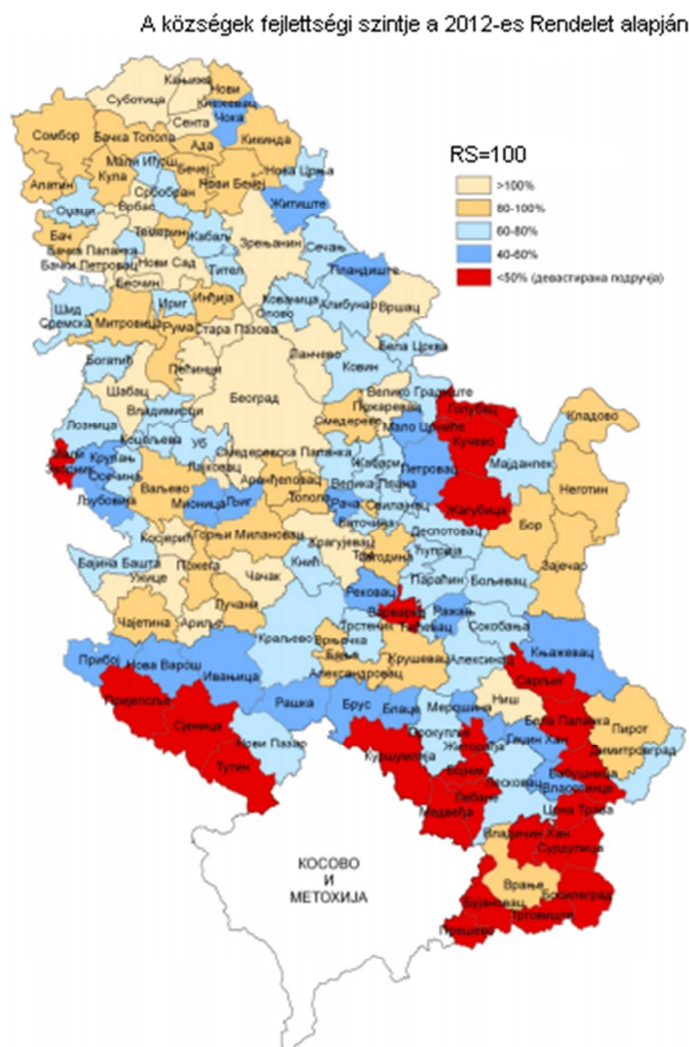 A községek fejlettségi szintje a 2012-es Rendelet alapján
RS=100
>100%
80-100%
60-80%
40-60%
<50% (девастирана подручја)
Суботица
Кањижа
Нови
Кнежевац
Чока
Сента
Сомбор
Бачка Топола
Ада
Кикинда
Мали Иђош
Бечеј
Нова Црња
Апатин
Кула
Србобран
Нови Бечеј
Житиште
Оџаци
Врбас
Бач
Темерин
Жабаљ
Зрењанин
Сечањ
Бачка Паланка
Нови Сад
Бачки Петровац
Тител
Пландиште
Беочин
Алибунар
Вршац
Шид
Ириг
Инђија
Ковачица
Опово
Сремска
Митровица
Рума
Стара Пазова
Бела Црква
Богатић
Пећинци
Панчево
Ковин
Шабац
Београд
Велико Градиште
Пожаревац
Голубац
Кладово
Владимирци
Смедерево
Мало Црниће
Лозница
Кучево
Коцељева
Уб
Смедеревска Паланка
Мајданпек
Мали
Зворник
Крупањ
Жабари
Петровац
Осечина
Лајковац
Неготин
Ваљево
Аранђеловац
Велика Плана
Љубовија
Мионица
Љиг
Топола
Рача
Свилајнац
Жагубица
Бор
Баточина
Косјерић
Горњи Милановац
Деспотовац
Крагујевац
Бајина Башта
Пожега
Кнић
Јагодина
Ћуприја
Зајечар
Ужице
Чачак
Параћин
Бољевац
Лучани
Рековац
Чајетина
Ариље
Варварин
Ражањ
Трстеник
Ћићевац
Сокобања
Краљево
Врњачка
Бања
Прибој
Нова Варош
Ивањица
Крушевац
Алексинац
Књажевац
Александровац
Сврљиг
Пријепоље
Рашка
Брус
Блаце
Мерошина
Ниш
Бела Паланка
Пирот
Сјеница
Прокупље
Гаџин Хан
Нови Пазар
Куршумлија
Житорађа
Димитровград
Тутин
Бојник
Бабушница
Лесковац
Власотинце
Медвеђа
Лебане
Црна Трава
Владичин Хан
Сурдулица
КОСОВО
И
МЕТОХИЈА
Врање
Босилеград
Бујановац
Трговиште
Прешево